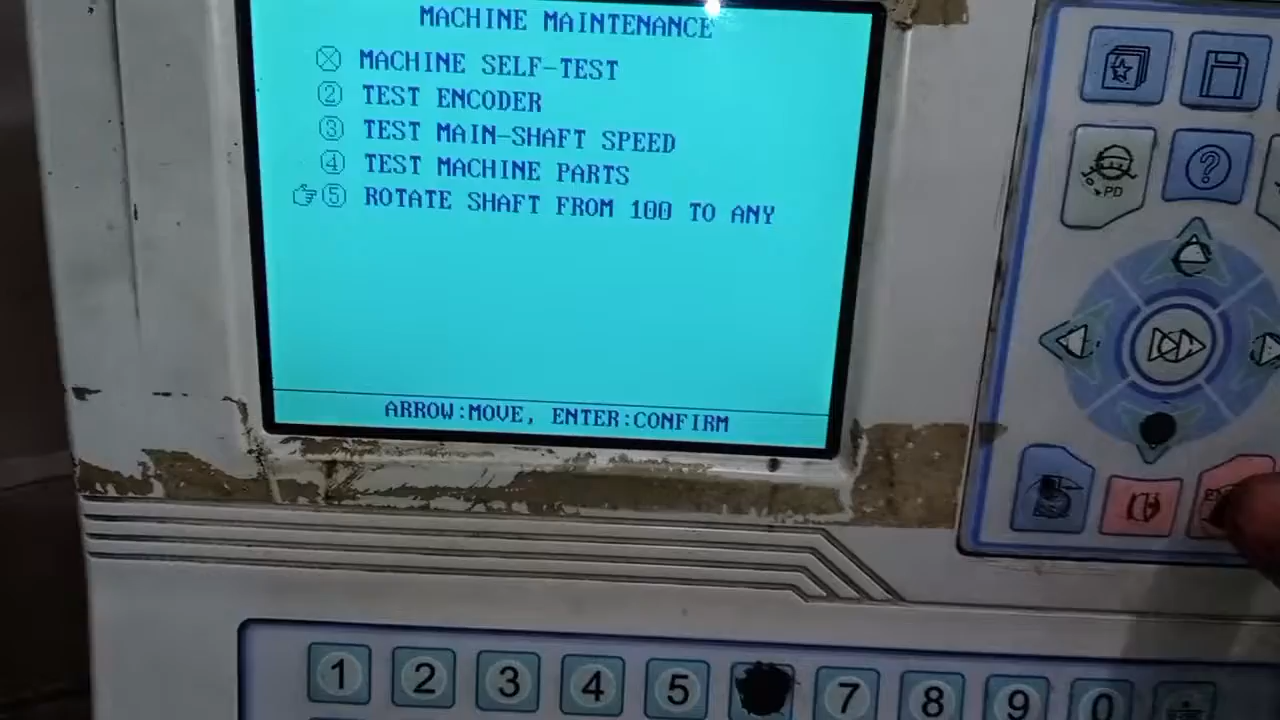 MACHINE MAINTENANCE
MACHINE SELF-TEST
② TEST ENCODER
③ TEST MAIN-SHAFT SPEED
④ TEST MACHINE PARTS
⑤ ROTATE SHAFT FROM 100 TO ANY
ARROW:MOVE, ENTER:CONFIRM
?
PD
1 2 3 4 5 7 8 9 0